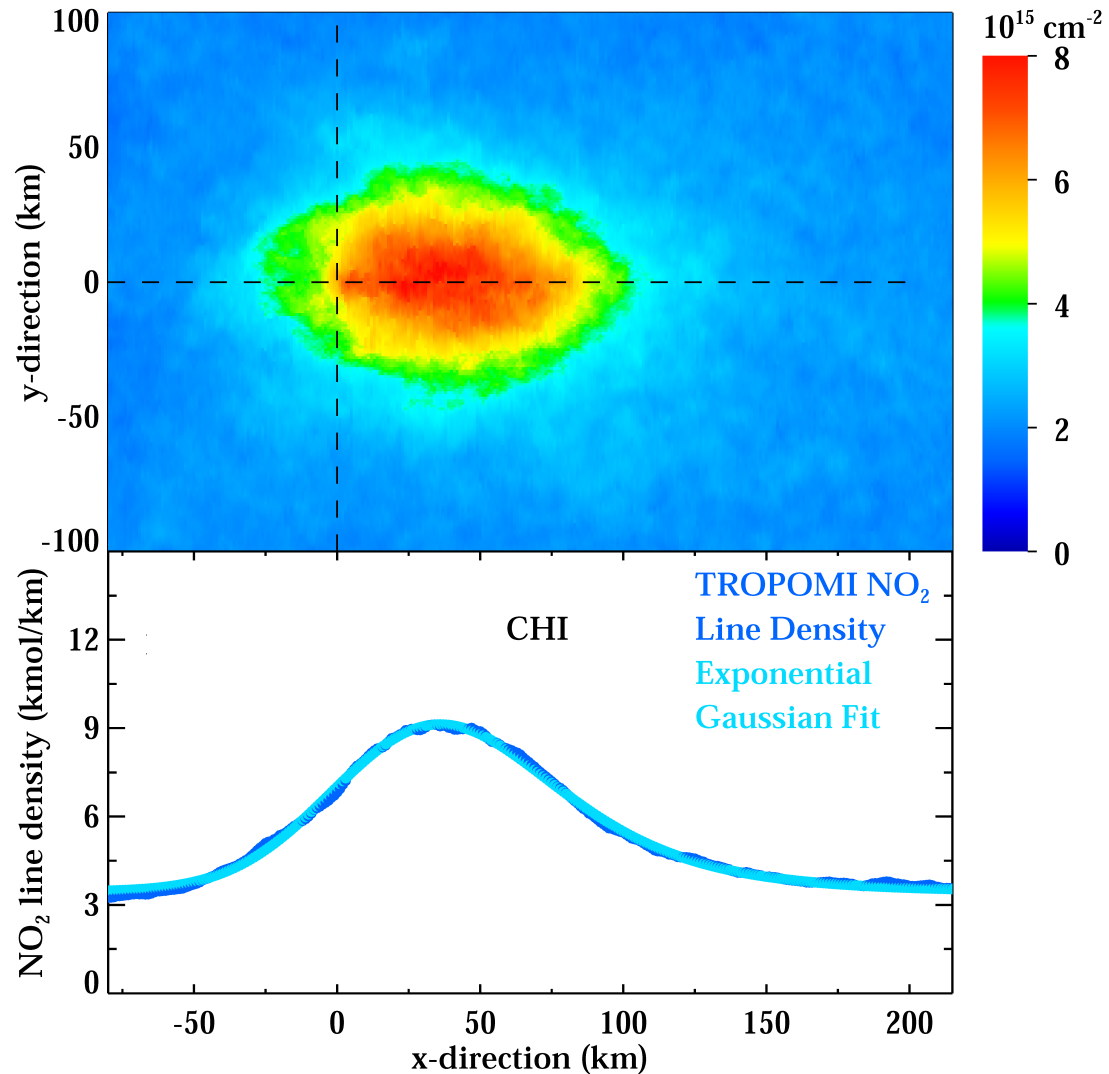 10¹⁵ cm⁻²
100
50
0
-50
-100
y-direction (km)
8
6
4
2
0
TROPOMI NO₂
Line Density
Exponential
Gaussian Fit
CHI
12
9
6
3
0
NO₂ line density (kmol/km)
-50
0
50
100
150
200
x-direction (km)